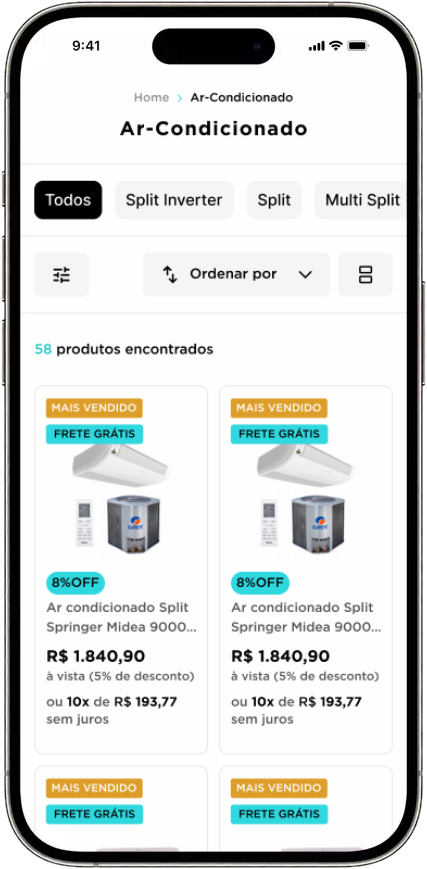 9:41
Home > Ar-Condicionado
Ar-Condicionado
Todos Split Inverter Split Multi Split
Ordenar por
58 produtos encontrados
MAIS VENDIDO MAIS VENDIDO
FRETE GRÁTIS FRETE GRÁTIS
GREE GREE
8%OFF 8%OFF
Ar condicionado Split Ar condicionado Split
Springer Midea 9000... Springer Midea 9000...
R$ 1.840,90 R$ 1.840,90
à vista (5% de desconto) à vista (5% de desconto)
ou 10x de R$ 193,77 ou 10x de R$ 193,77
sem juros sem juros
MAIS VENDIDO MAIS VENDIDO
FRETE GRÁTIS FRETE GRÁTIS